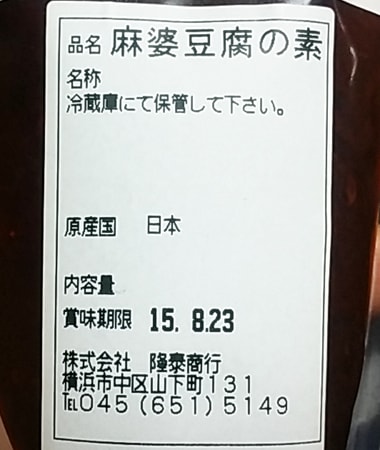 品名 麻婆豆腐の素
名称
冷蔵庫にて保管して下さい。
原産国 日本
内容量
賞味期限 15. 8.23
株式会社 隆泰商行
横浜市中区山下町131
℡045(651)5149